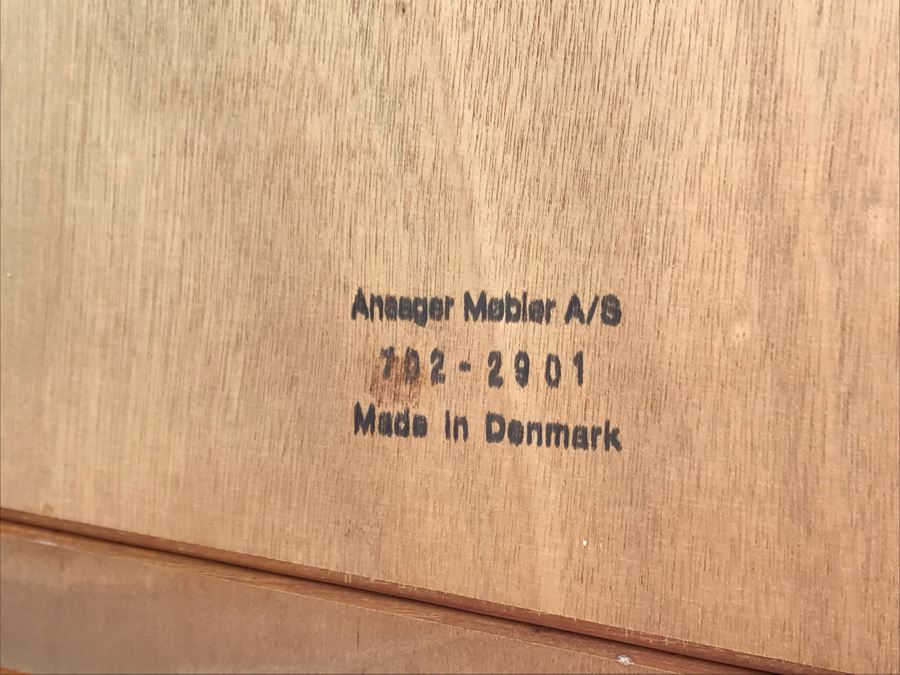 Ansager Møbler A/S
702-2901
Made in Denmark